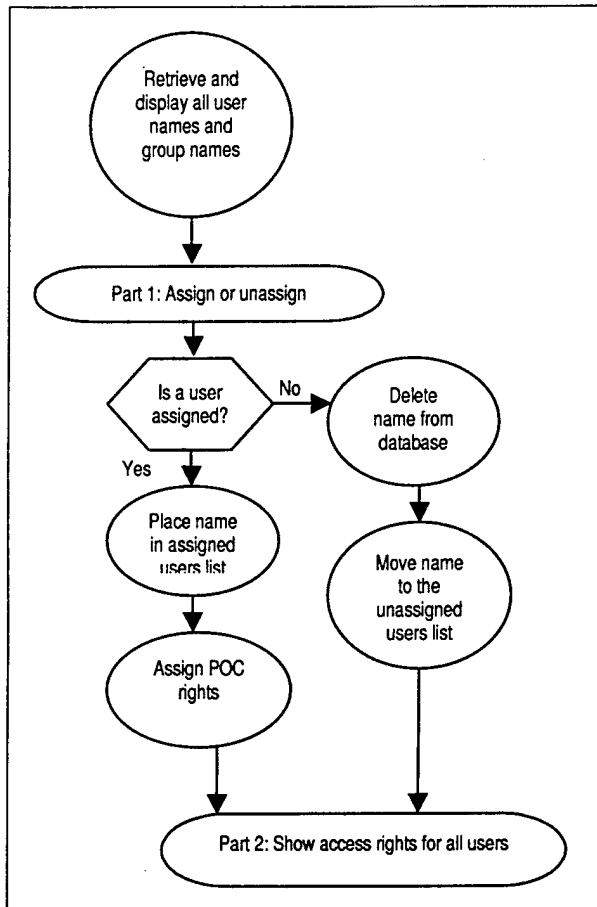 Retrieve and
display all user
names and
group names
Part 1: Assign or unassign
Is a user
assigned?
No
Delete
name from
database
Yes
Place name
in assigned
users list
Move name
to the
unassigned
users list
Assign POC
rights
Part 2: Show access rights for all users